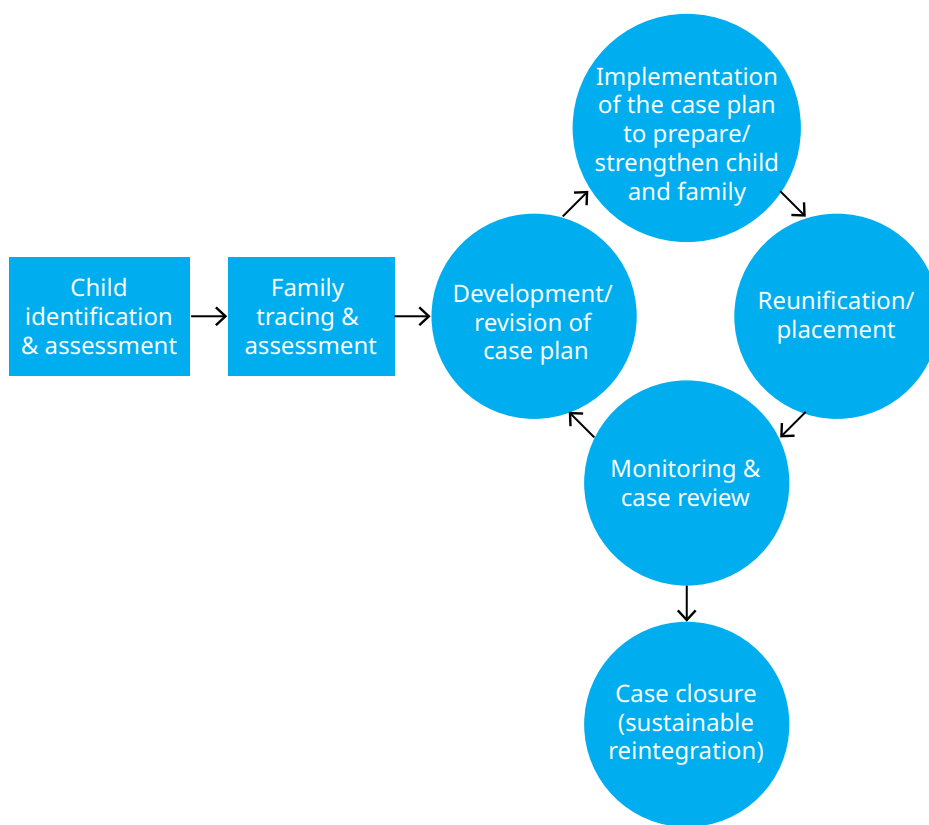 Child
identification
& assessment
Family
tracing &
assessment
Development/
revision of
case plan
Implementation
of the case plan
to prepare/
strengthen child
and family
Reunification/
placement
Monitoring &
case review
Case closure
(sustainable
reintegration)